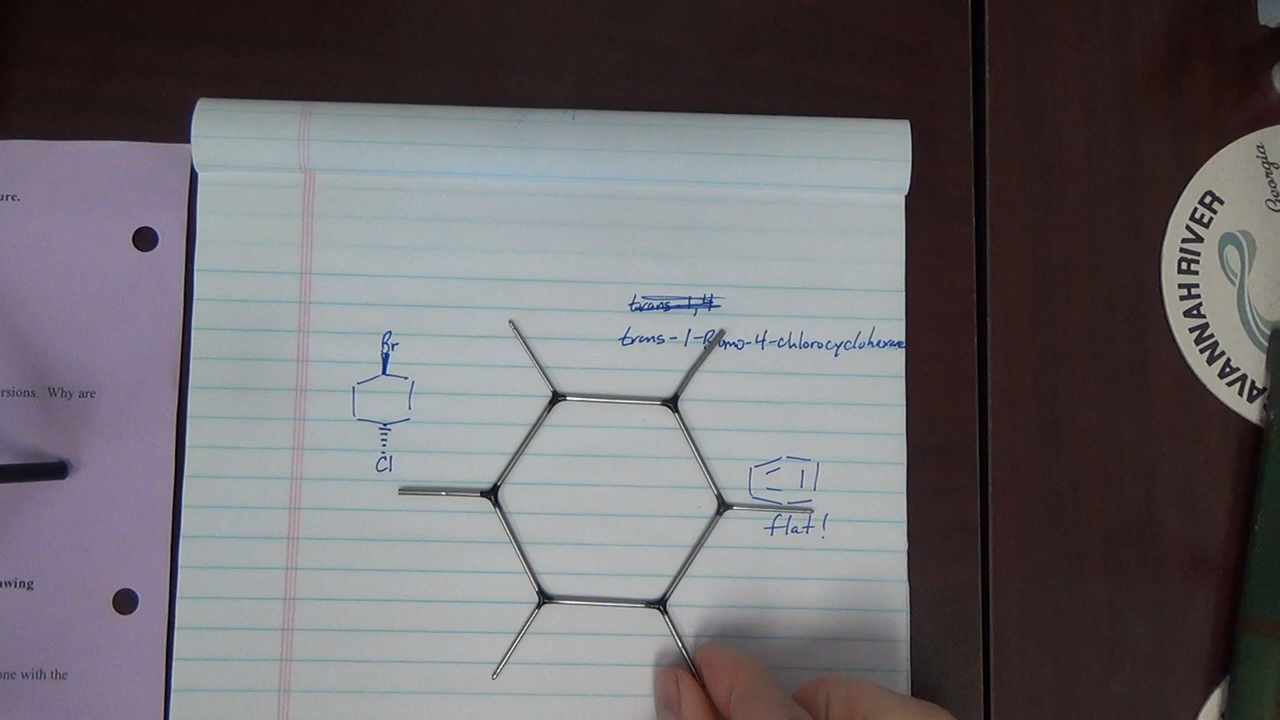 ure.
rsions. Why are
awing
one with the
trans-1,4
trans-1-Bromo-4-chlorocyclohexane
Br
Cl
flat!
SAVANNAH RIVER
Georgia